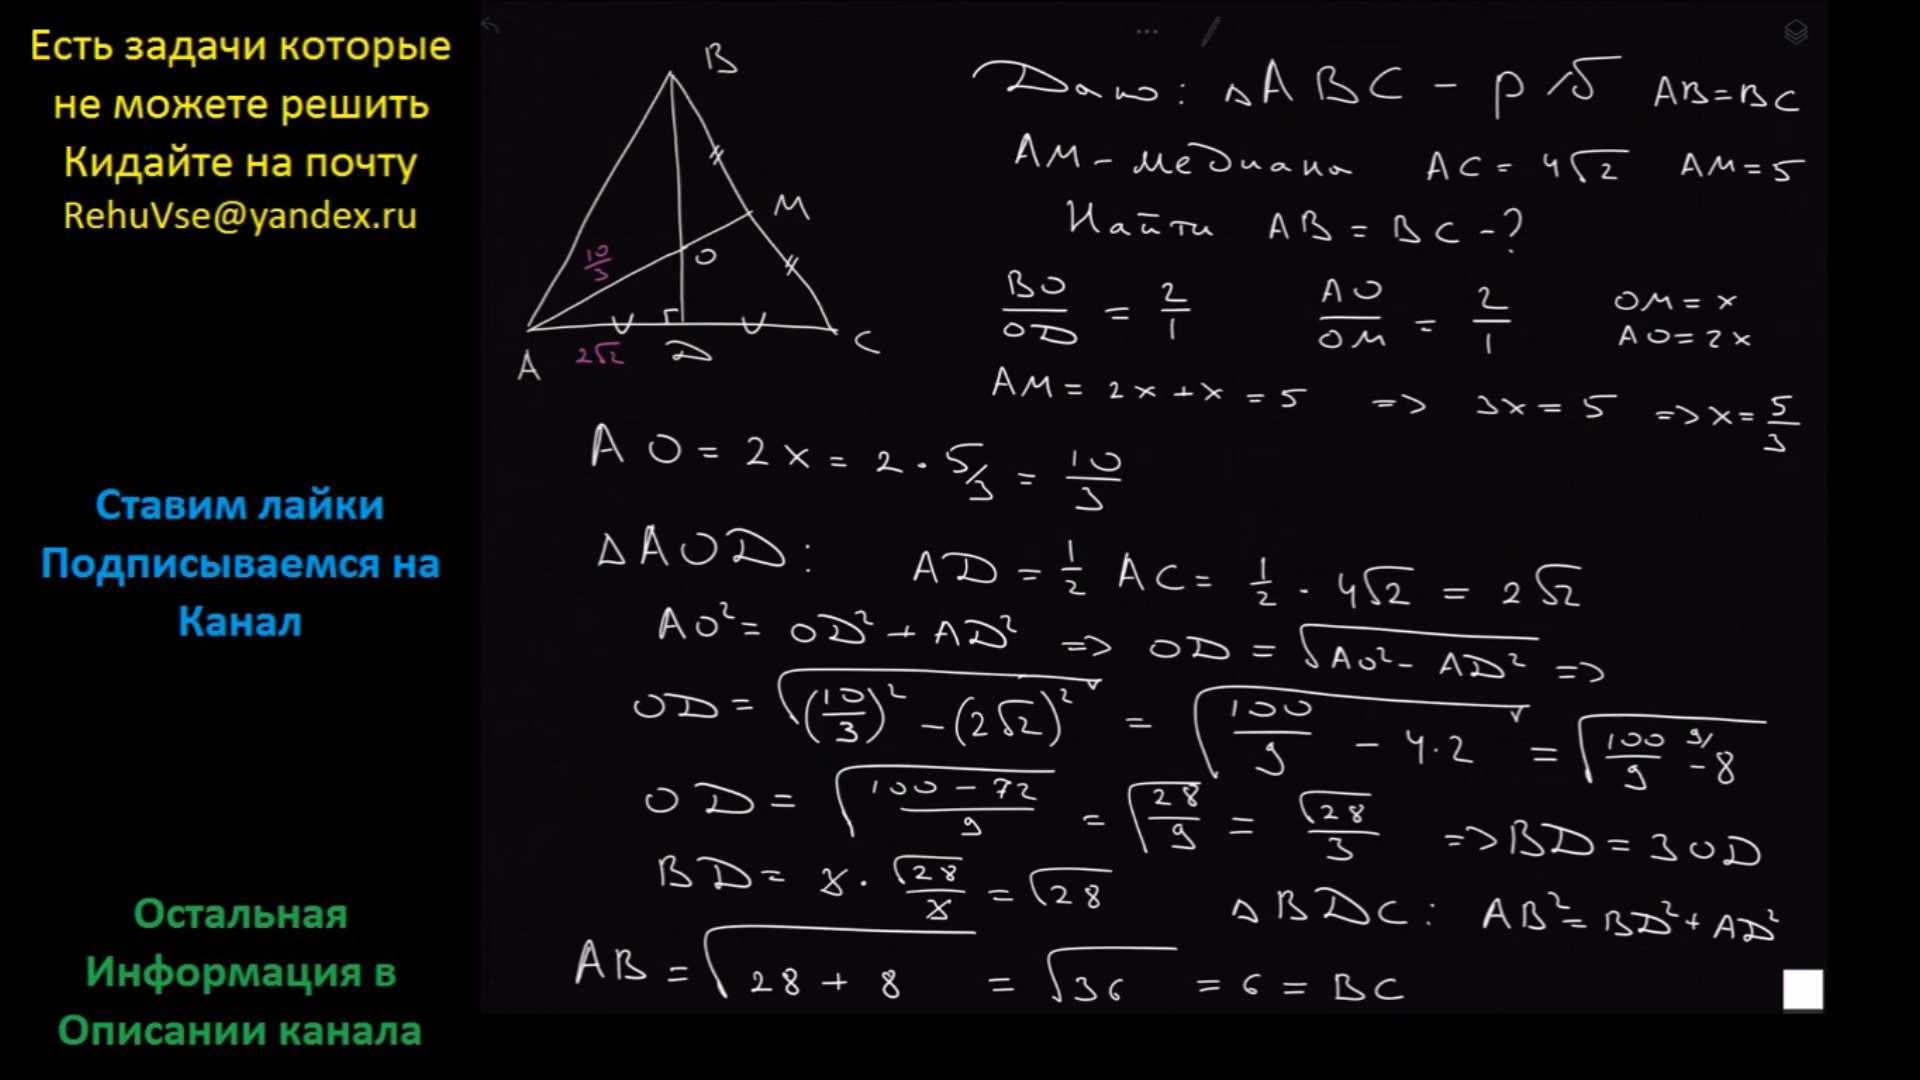 Есть задачи которые
не можете решить
Кидайте на почту
RehuVse@yandex.ru
Ставим лайки
Подписываемся на
Канал
Остальная
Информация в
Описании канала
B
M
O
10/3
A
2√2
D
C
Дано: △ABC - р/б AB=BC
AM - медиана AC = 4√2 AM = 5
Найти AB = BC - ?
BO/OD = 2/1 AO/OM = 2/1 OM = x
AO = 2x
AM = 2x + x = 5 => 3x = 5 => x = 5/3
AO = 2x = 2 · 5/3 = 10/3
△AOD: AD = 1/2 AC = 1/2 · 4√2 = 2√2
AO² = OD² + AD² => OD = √(AO² - AD²) =>
OD = √((10/3)² - (2√2)²) = √(100/9 - 4·2) = √(100/9 - 8) 9/
OD = √((100 - 72)/9) = √(28/9) = √28/3 => BD = 3OD
BD = 3 · √28/3 = √28 △BDC: AB² = BD² + AD²
AB = √(28 + 8) = √36 = 6 = BC